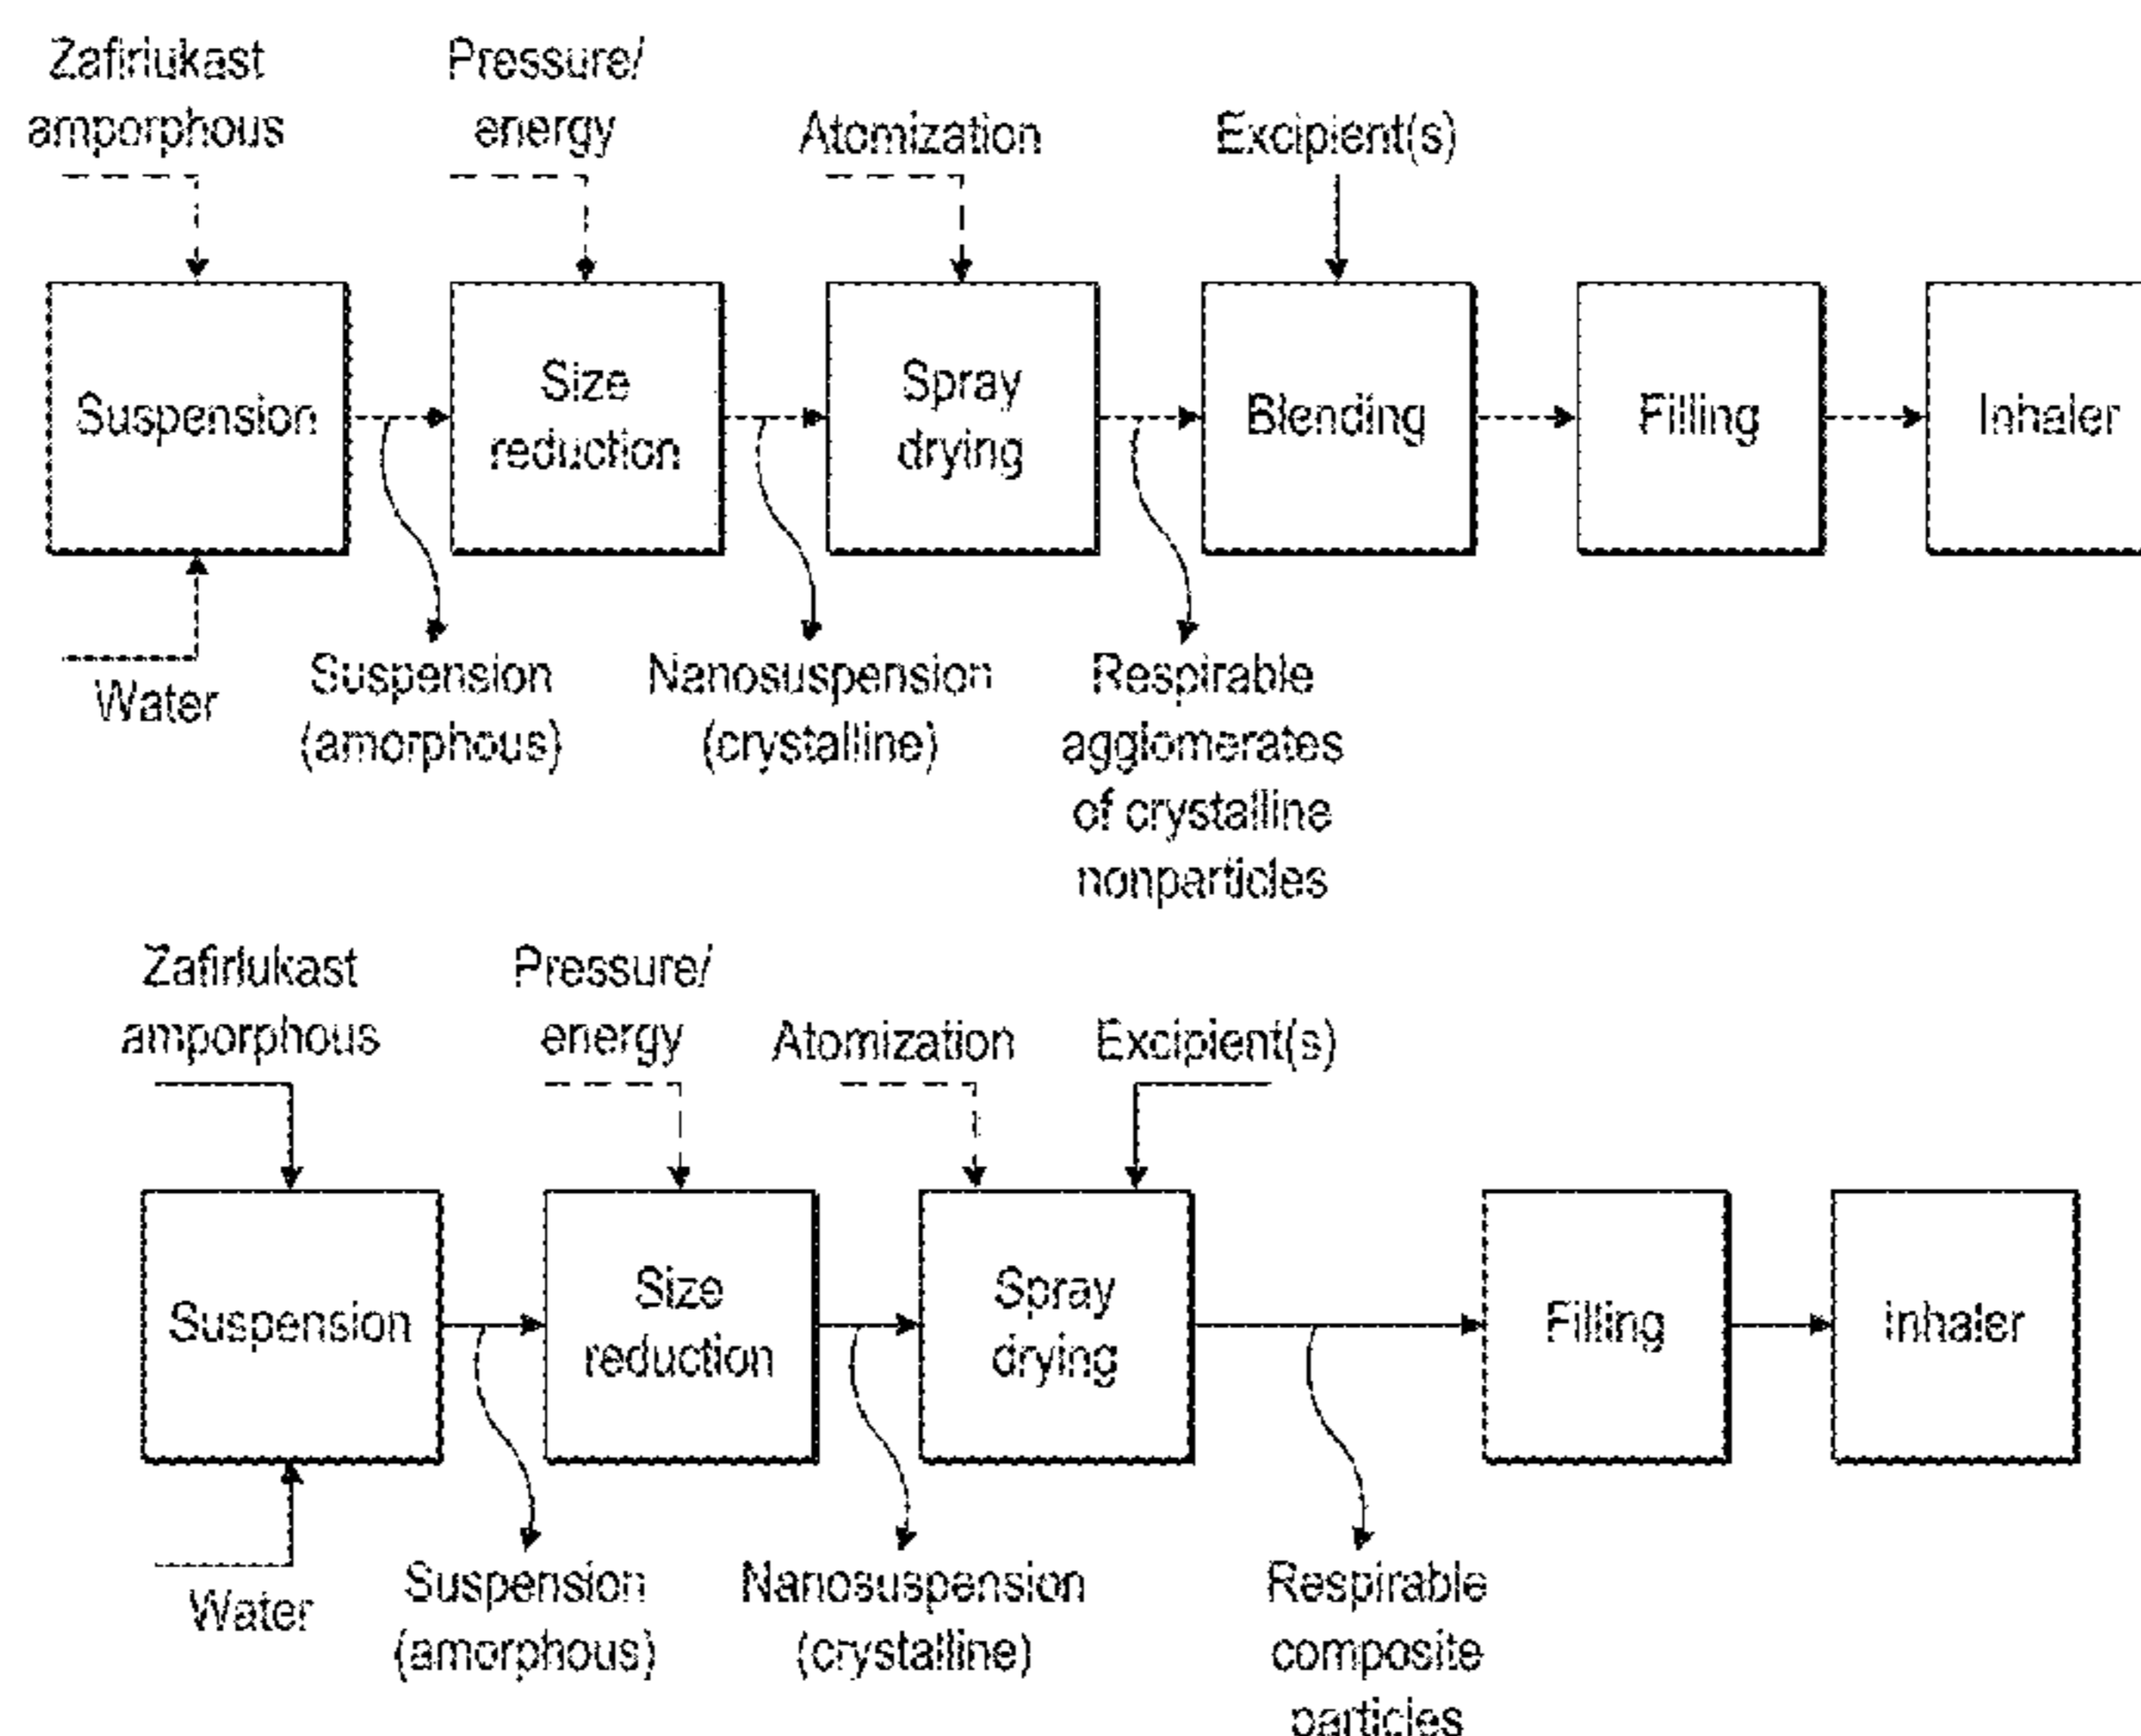 Zafirlukast
amporphous
Pressure/
energy
Atomization
Excipient(s)
Suspension
Size
reduction
Spray
drying
Blending
Filling
Inhaler
Water
Suspension
(amorphous)
Nanosuspension
(crystalline)
Respirable
agglomerates
of crystalline
nonparticles
Zafirlukast
amporphous
Pressure/
energy
Atomization
Excipient(s)
Suspension
Size
reduction
Spray
drying
Filling
Inhaler
Water
Suspension
(amorphous)
Nanosuspension
(crystalline)
Respirable
composite
particles